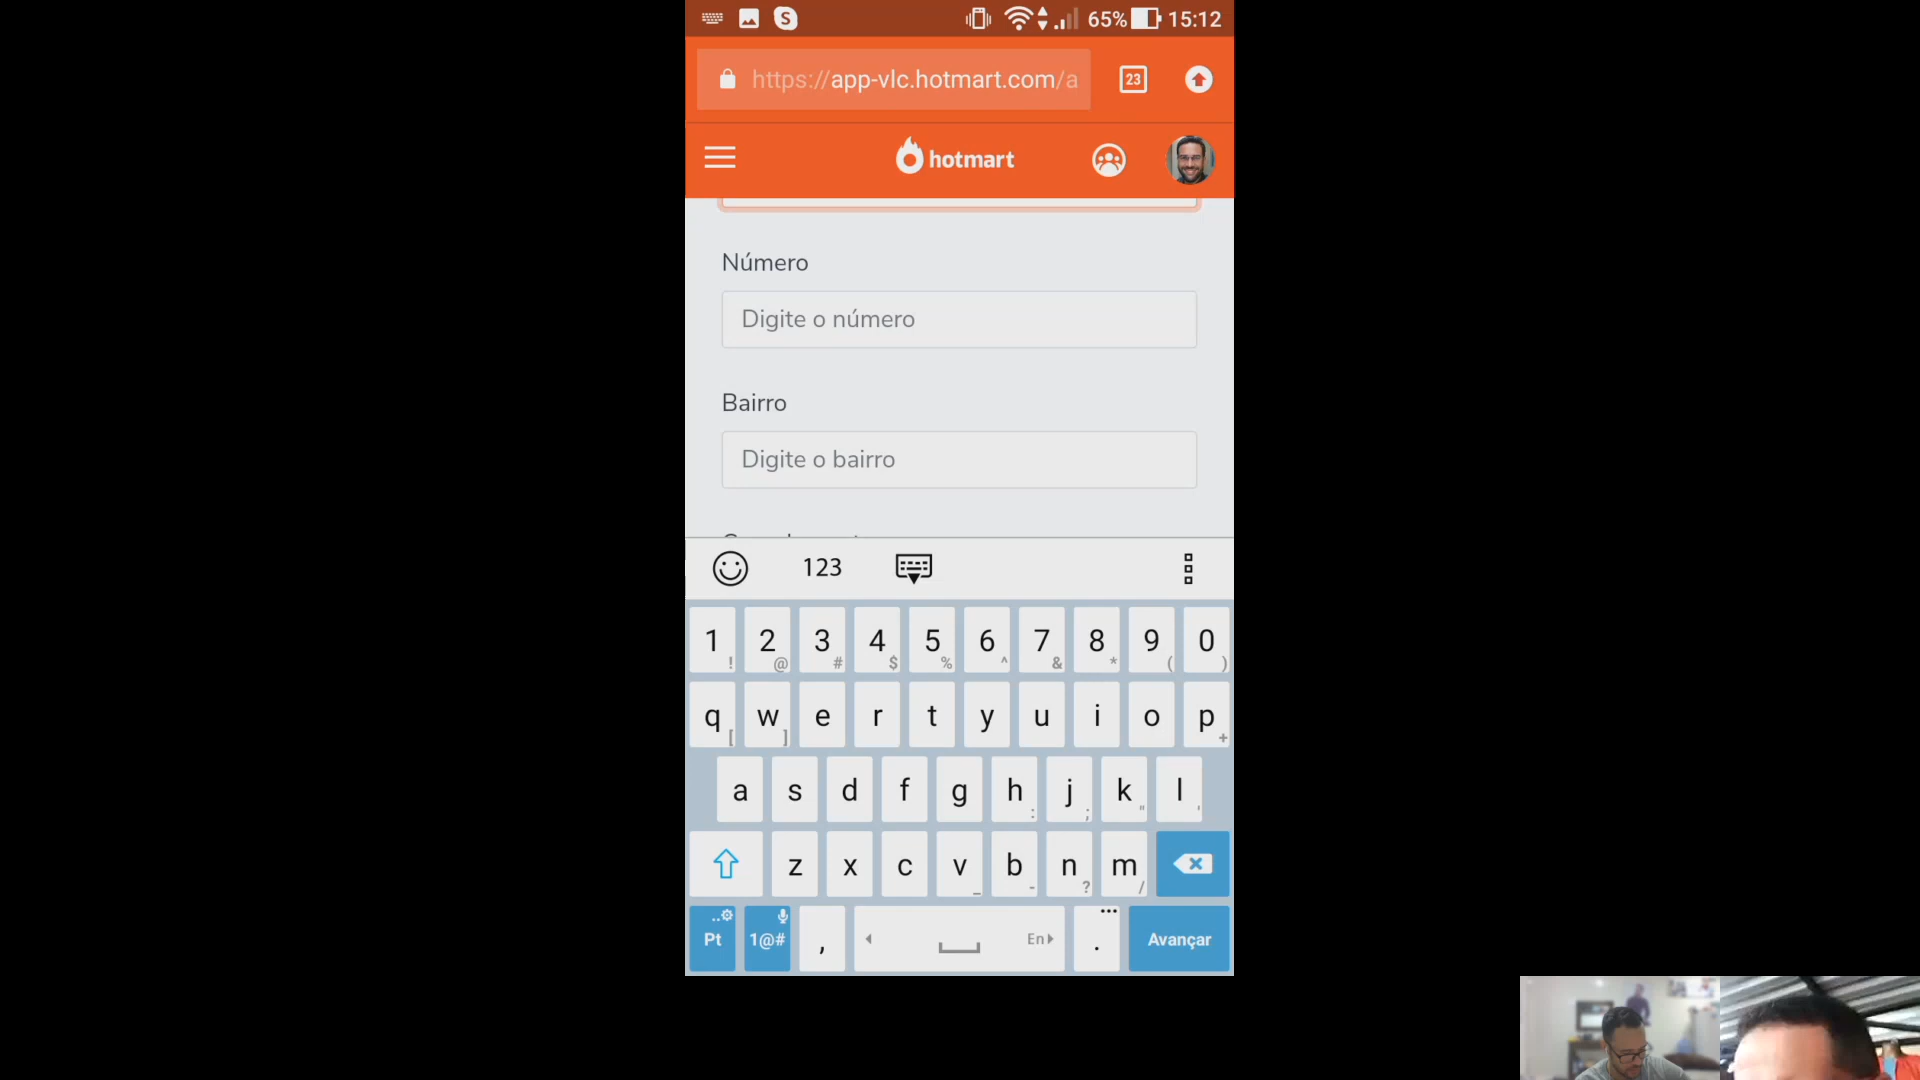 S 65% 15:12
https://app-vlc.hotmart.com/a 23
hotmart
Número
Digite o número
Bairro
Digite o bairro
123
1 2 3 4 5 6 7 8 9 0
! @ # $ % ^ & * ( )
q w e r t y u i o p
[ ] +
a s d f g h j k l
: ; " '
z x c v b n m
_ - ? /
Pt 1@# , En . Avançar